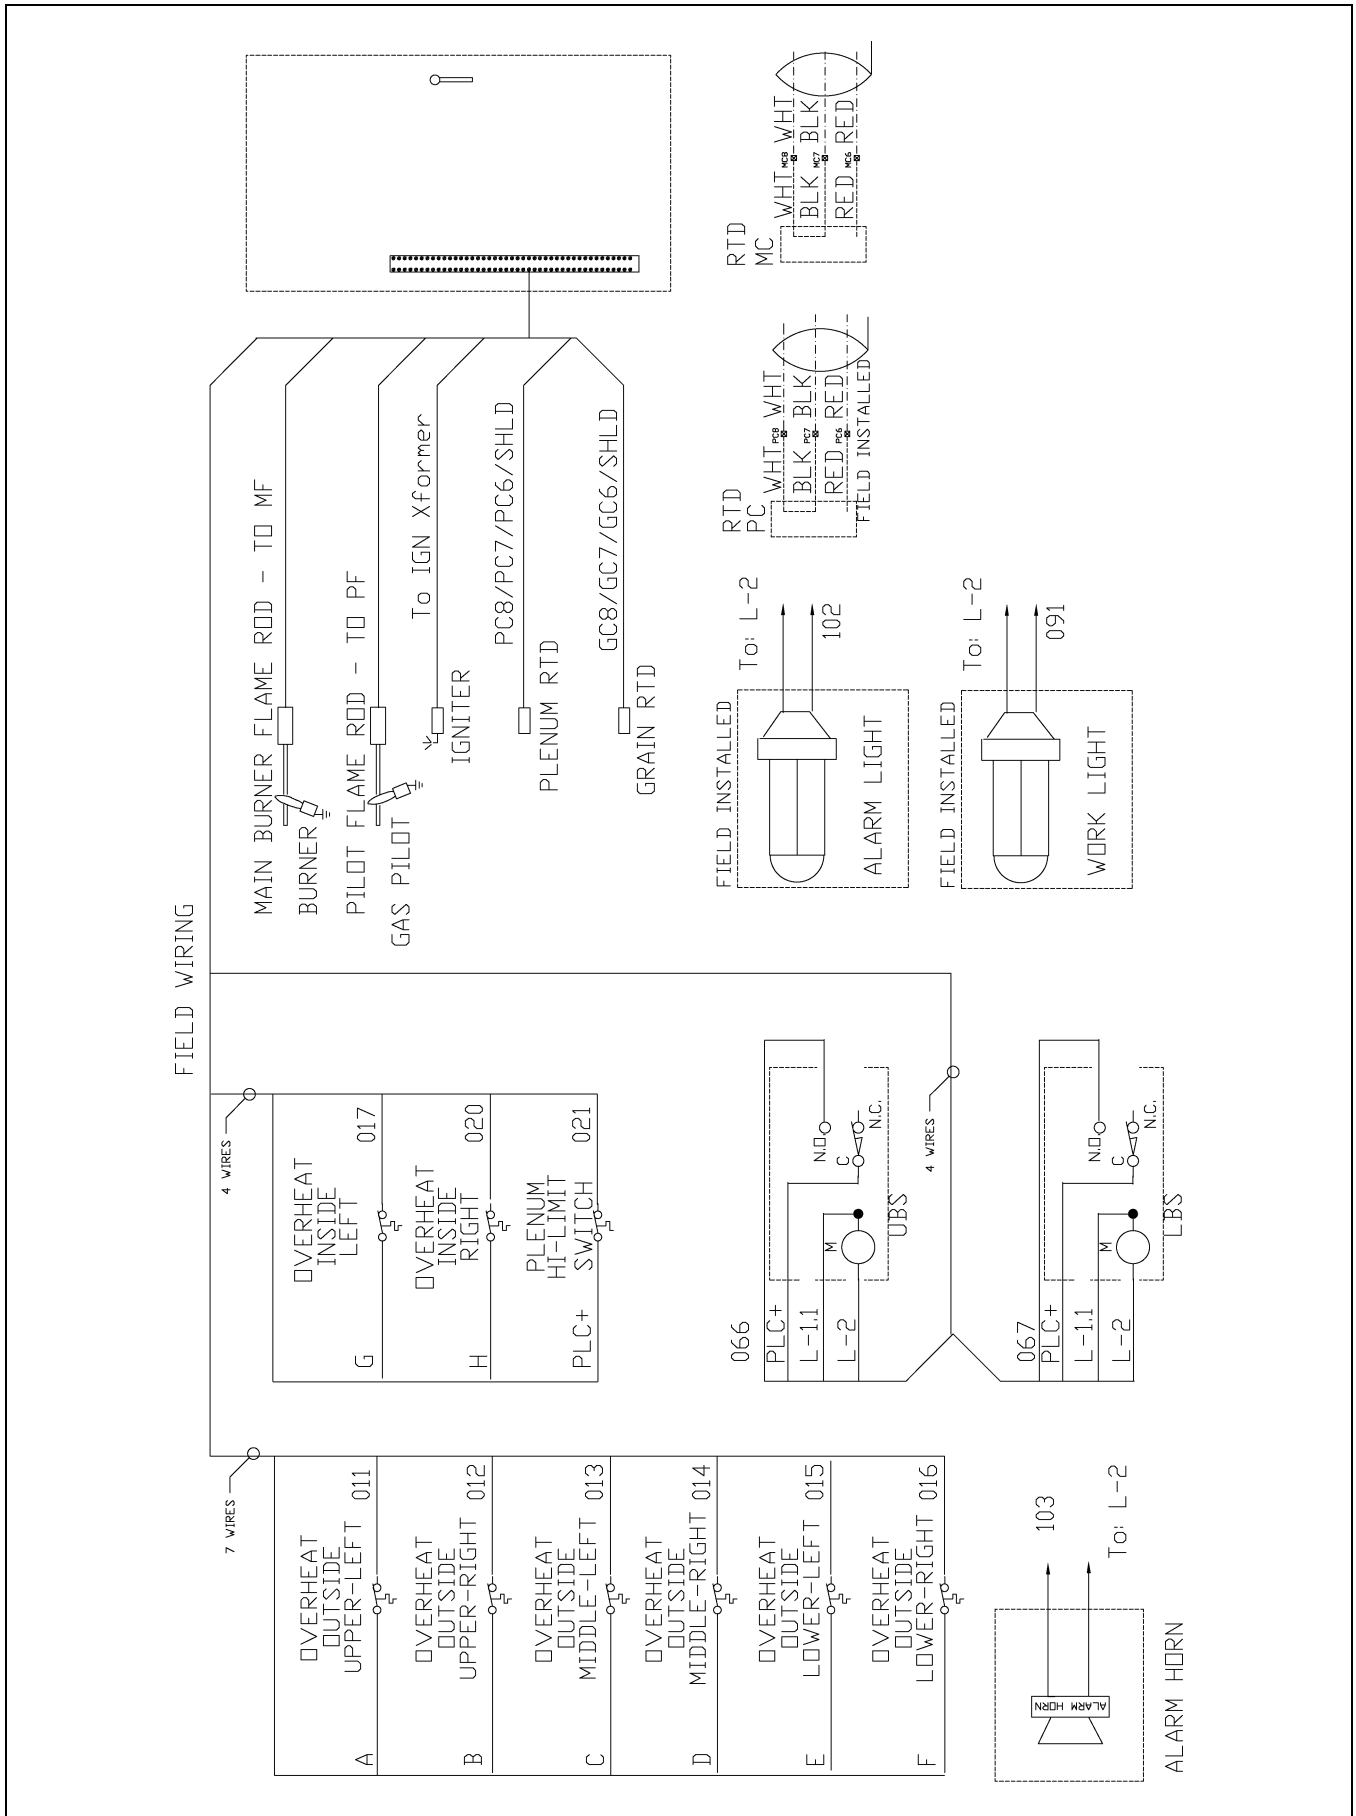 FIELD WIRING
7 WIRES
OVERHEAT
OUTSIDE
UPPER-LEFT
A
011
OVERHEAT
OUTSIDE
UPPER-RIGHT
B
012
OVERHEAT
OUTSIDE
MIDDLE-LEFT
C
013
OVERHEAT
OUTSIDE
MIDDLE-RIGHT
D
014
OVERHEAT
OUTSIDE
LOWER-LEFT
E
015
OVERHEAT
OUTSIDE
LOWER-RIGHT
F
016
4 WIRES
OVERHEAT
INSIDE
LEFT
G
017
OVERHEAT
INSIDE
RIGHT
H
020
PLENUM
HI-LIMIT
SWITCH
PLC+
021
MAIN BURNER FLAME ROD - TO MF
BURNER
PILOT FLAME ROD - TO PF
GAS PILOT
To IGN Xformer
IGNITER
PC8/PC7/PC6/SHLD
PLENUM RTD
GC8/GC7/GC6/SHLD
GRAIN RTD
066
PLC+
L-1.1
L-2
M
C
N.O.
N.C.
UBS
4 WIRES
067
PLC+
L-1.1
L-2
M
C
N.O.
N.C.
LBS
FIELD INSTALLED
ALARM LIGHT
To: L-2
102
FIELD INSTALLED
WORK LIGHT
To: L-2
091
RTD
PC
WHT PC8 WHT
BLK PC7 BLK
RED PC6 RED
FIELD INSTALLED
RTD
MC
WHT MC8 WHT
BLK MC7 BLK
RED MC6 RED
103
To: L-2
ALARM HORN
ALARM HORN